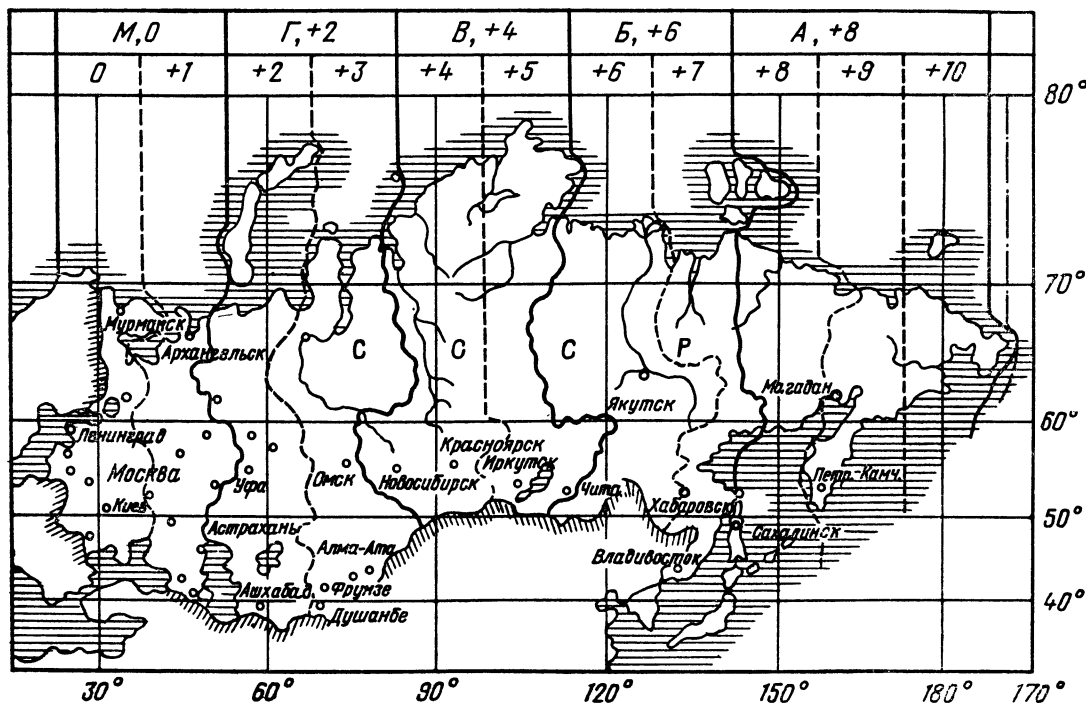 М,0 Г,+2 В,+4 Б,+6 А,+8
0 +1 +2 +3 +4 +5 +6 +7 +8 +9 +10
80°
70°
Мурманск
Архангельск
С С С Р
Магадан
Якутск
60°
Ленинград
Красноярск
Москва
Иркутск
Уфа Омск Новосибирск Чита Петр.-Камч.
Киев
Хабаровск
50°
Астрахань
Сахалинск
Алма-Ата
Владивосток
Ашхабад Фрунзе
40°
Душанбе
30° 60° 90° 120° 150° 180° 170°